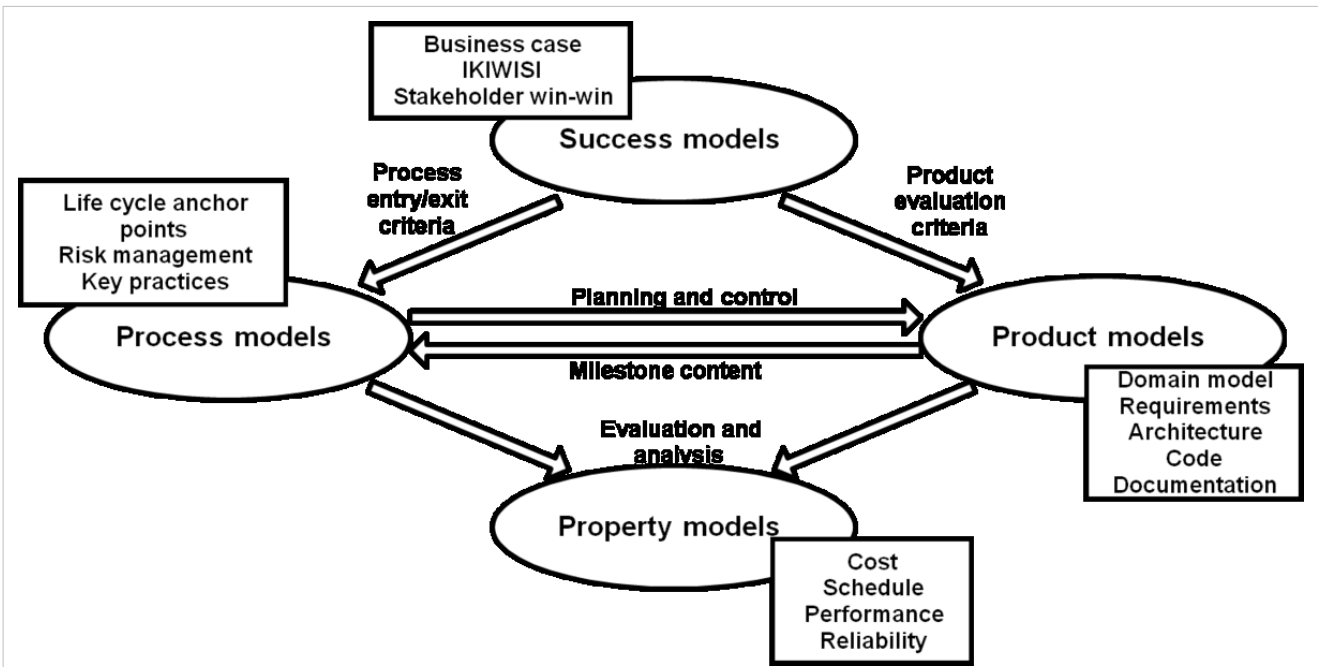 Business case
IKIWISI
Stakeholder win-win
Success models
Process
entry/exit
criteria
Product
evaluation
criteria
Life cycle anchor
points
Risk management
Key practices
Planning and control
Process models
Product models
Milestone content
Domain model
Requirements
Architecture
Code
Documentation
Evaluation and
analysis
Property models
Cost
Schedule
Performance
Reliability